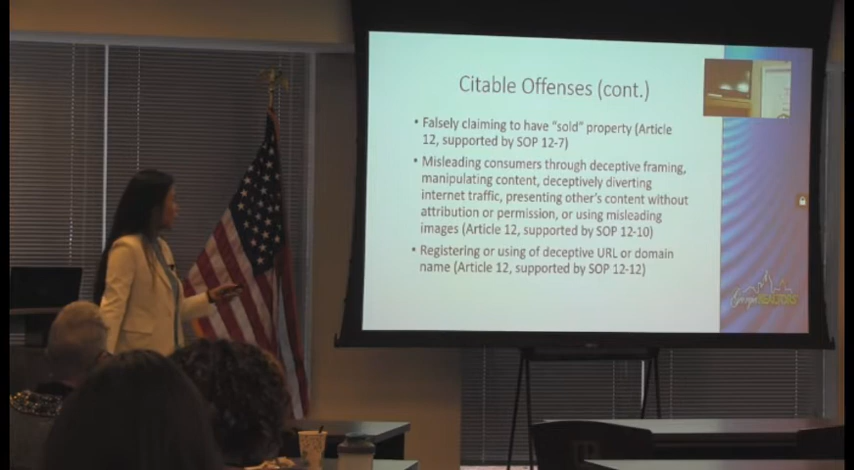 Citable Offenses (cont.)
• Falsely claiming to have "sold" property (Article
12, supported by SOP 12-7)
• Misleading consumers through deceptive framing,
manipulating content, deceptively diverting
internet traffic, presenting other's content without
attribution or permission, or using misleading
images (Article 12, supported by SOP 12-10)
• Registering or using of deceptive URL or domain
name (Article 12, supported by SOP 12-12)
Georgia REALTORS